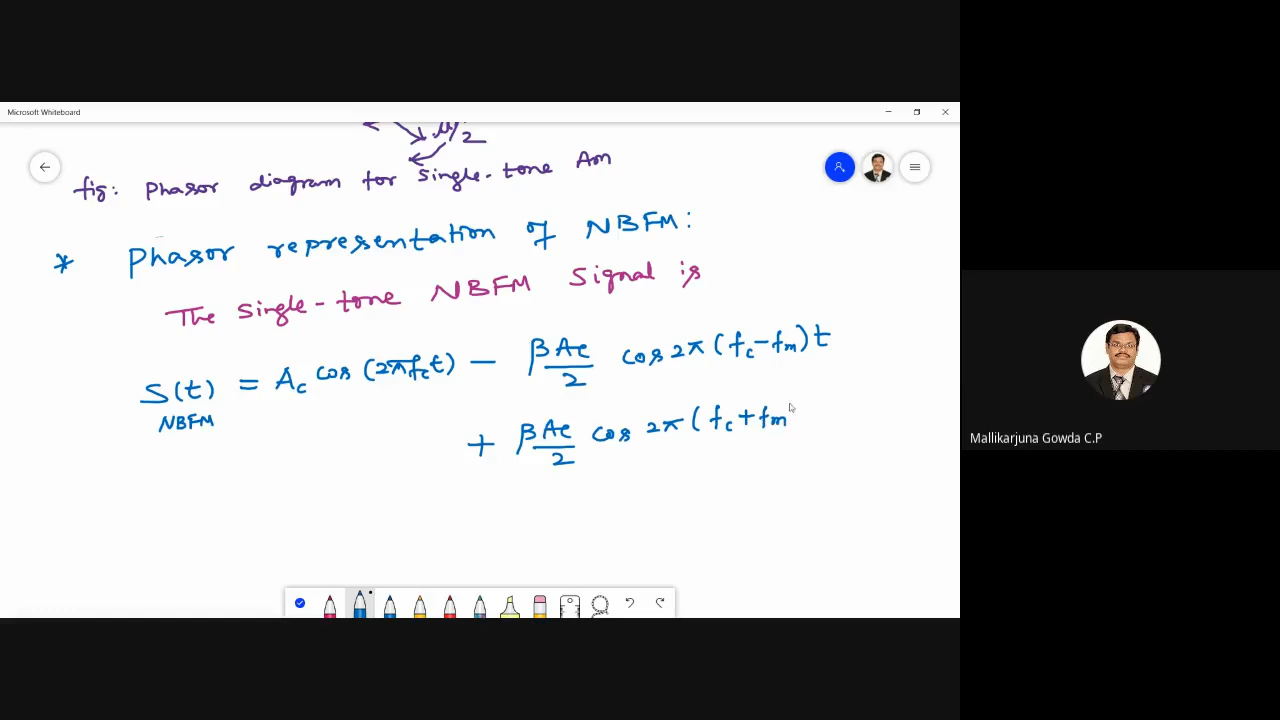 Microsoft Whiteboard
μ/2
fig: Phasor diagram for Single-tone Am
* Phasor representation of NBFM:
The Single-tone NBFM Signal is
S(t) NBFM = Ac cos (2πfct) - βAc/2 cos 2π (fc-fm)t
+ βAc/2 cos 2π (fc+fm
Mallikarjuna Gowda C.P